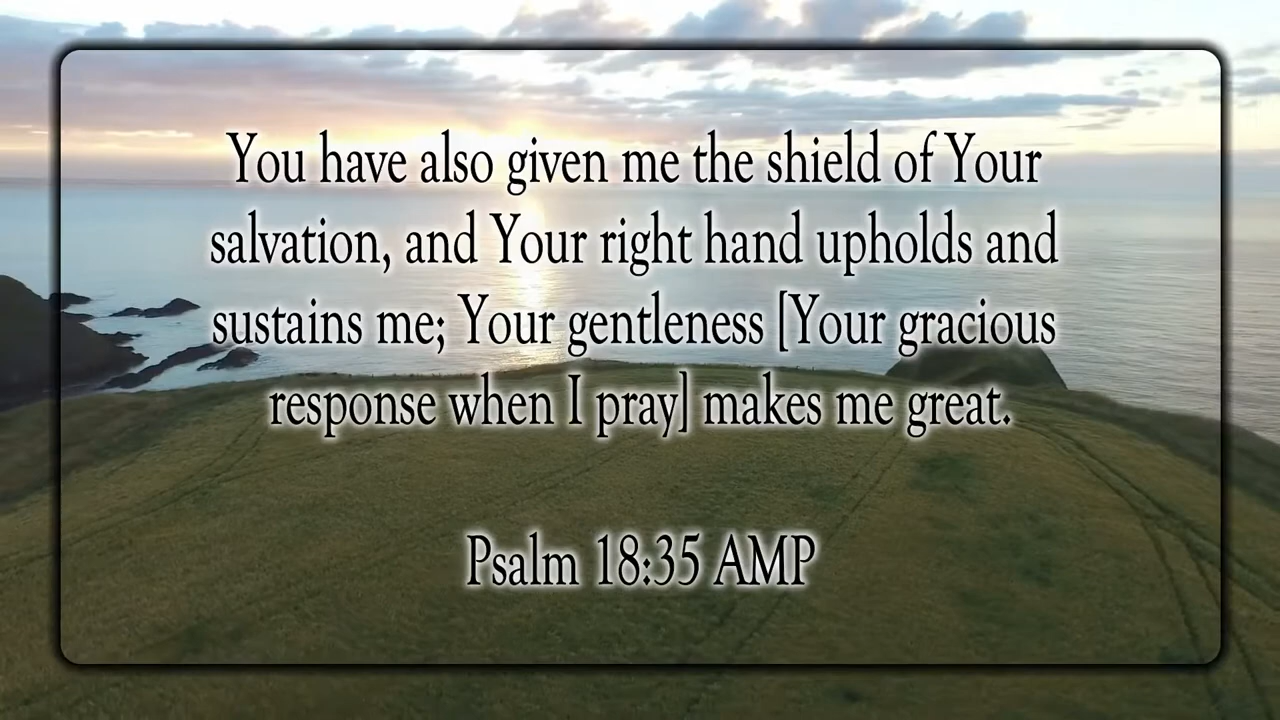 You have also given me the shield of Your
salvation, and Your right hand upholds and
sustains me; Your gentleness [Your gracious
response when I pray] makes me great.
Psalm 18:35 AMP